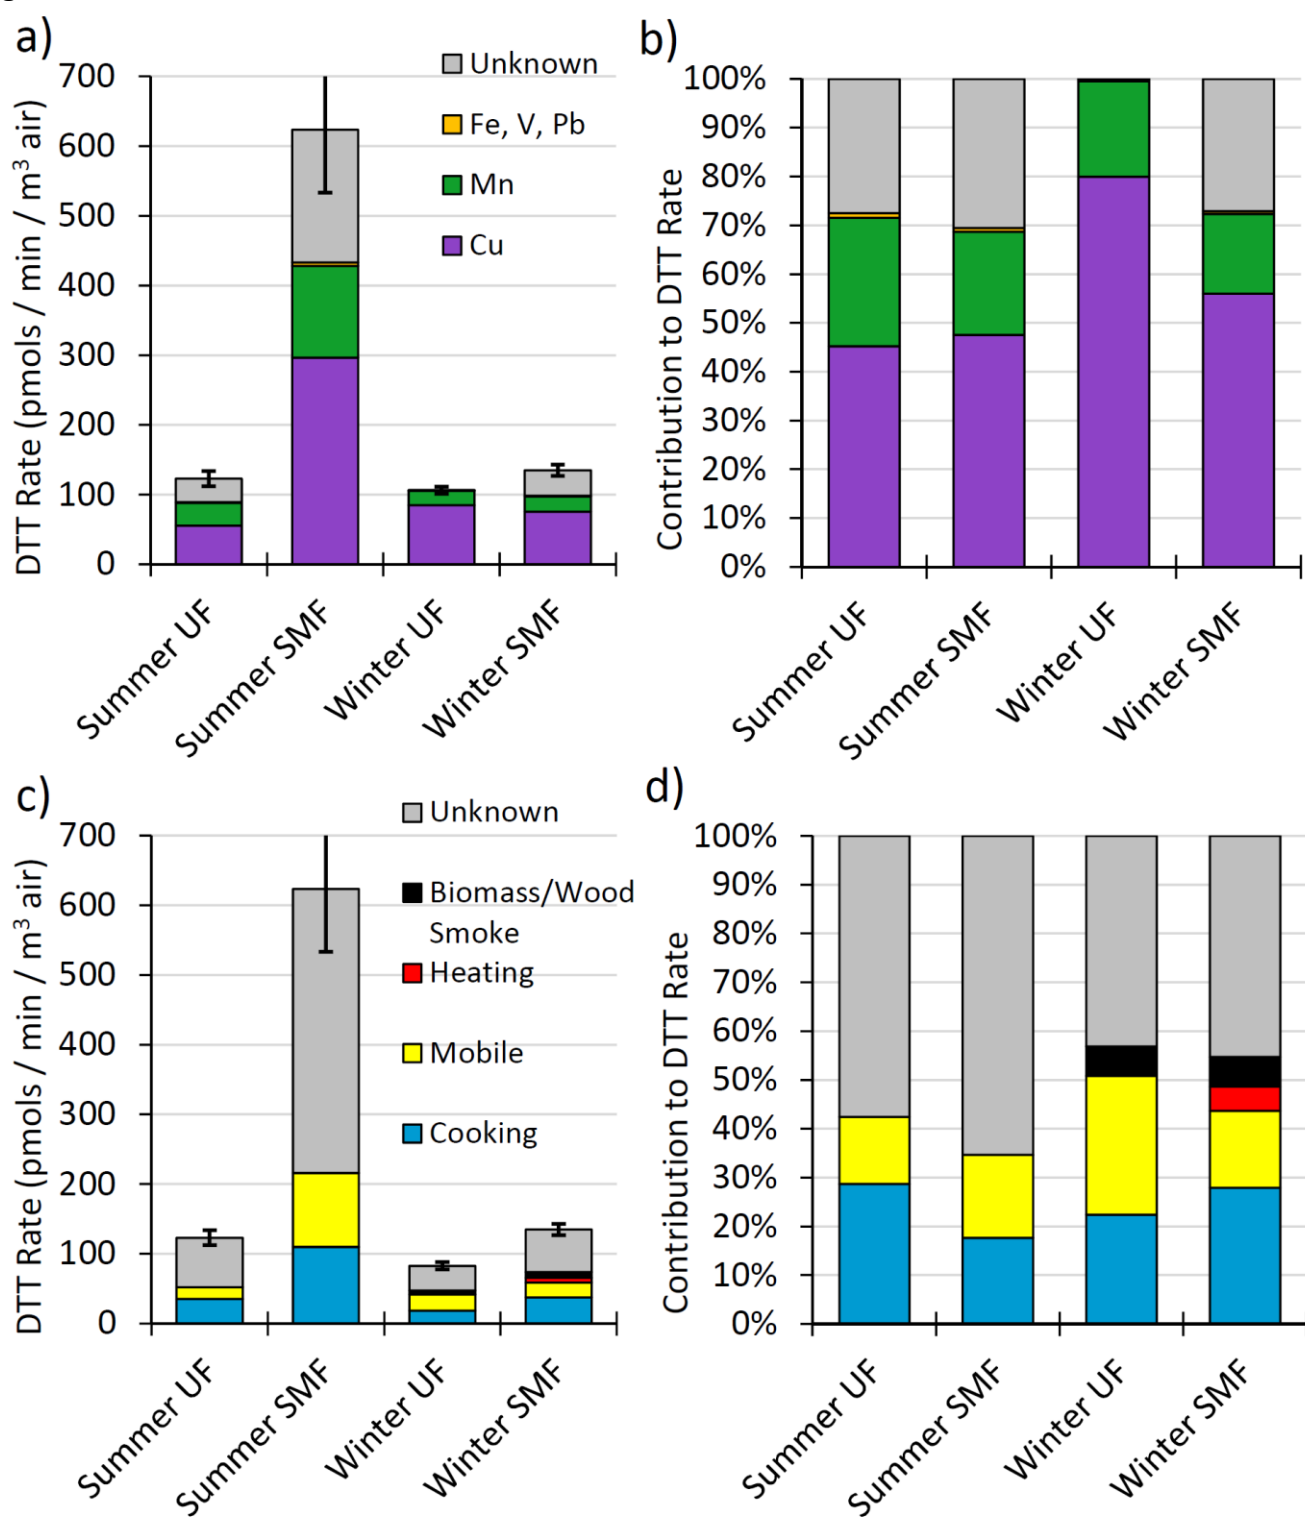 a)
DTT Rate (pmols / min / m³ air)
700
600
500
400
300
200
100
0
Unknown
Fe, V, Pb
Mn
Cu
Summer UF
Summer SMF
Winter UF
Winter SMF
b)
Contribution to DTT Rate
100%
90%
80%
70%
60%
50%
40%
30%
20%
10%
0%
Summer UF
Summer SMF
Winter UF
Winter SMF
c)
DTT Rate (pmols / min / m³ air)
700
600
500
400
300
200
100
0
Unknown
Biomass/Wood
Smoke
Heating
Mobile
Cooking
Summer UF
Summer SMF
Winter UF
Winter SMF
d)
Contribution to DTT Rate
100%
90%
80%
70%
60%
50%
40%
30%
20%
10%
0%
Summer UF
Summer SMF
Winter UF
Winter SMF